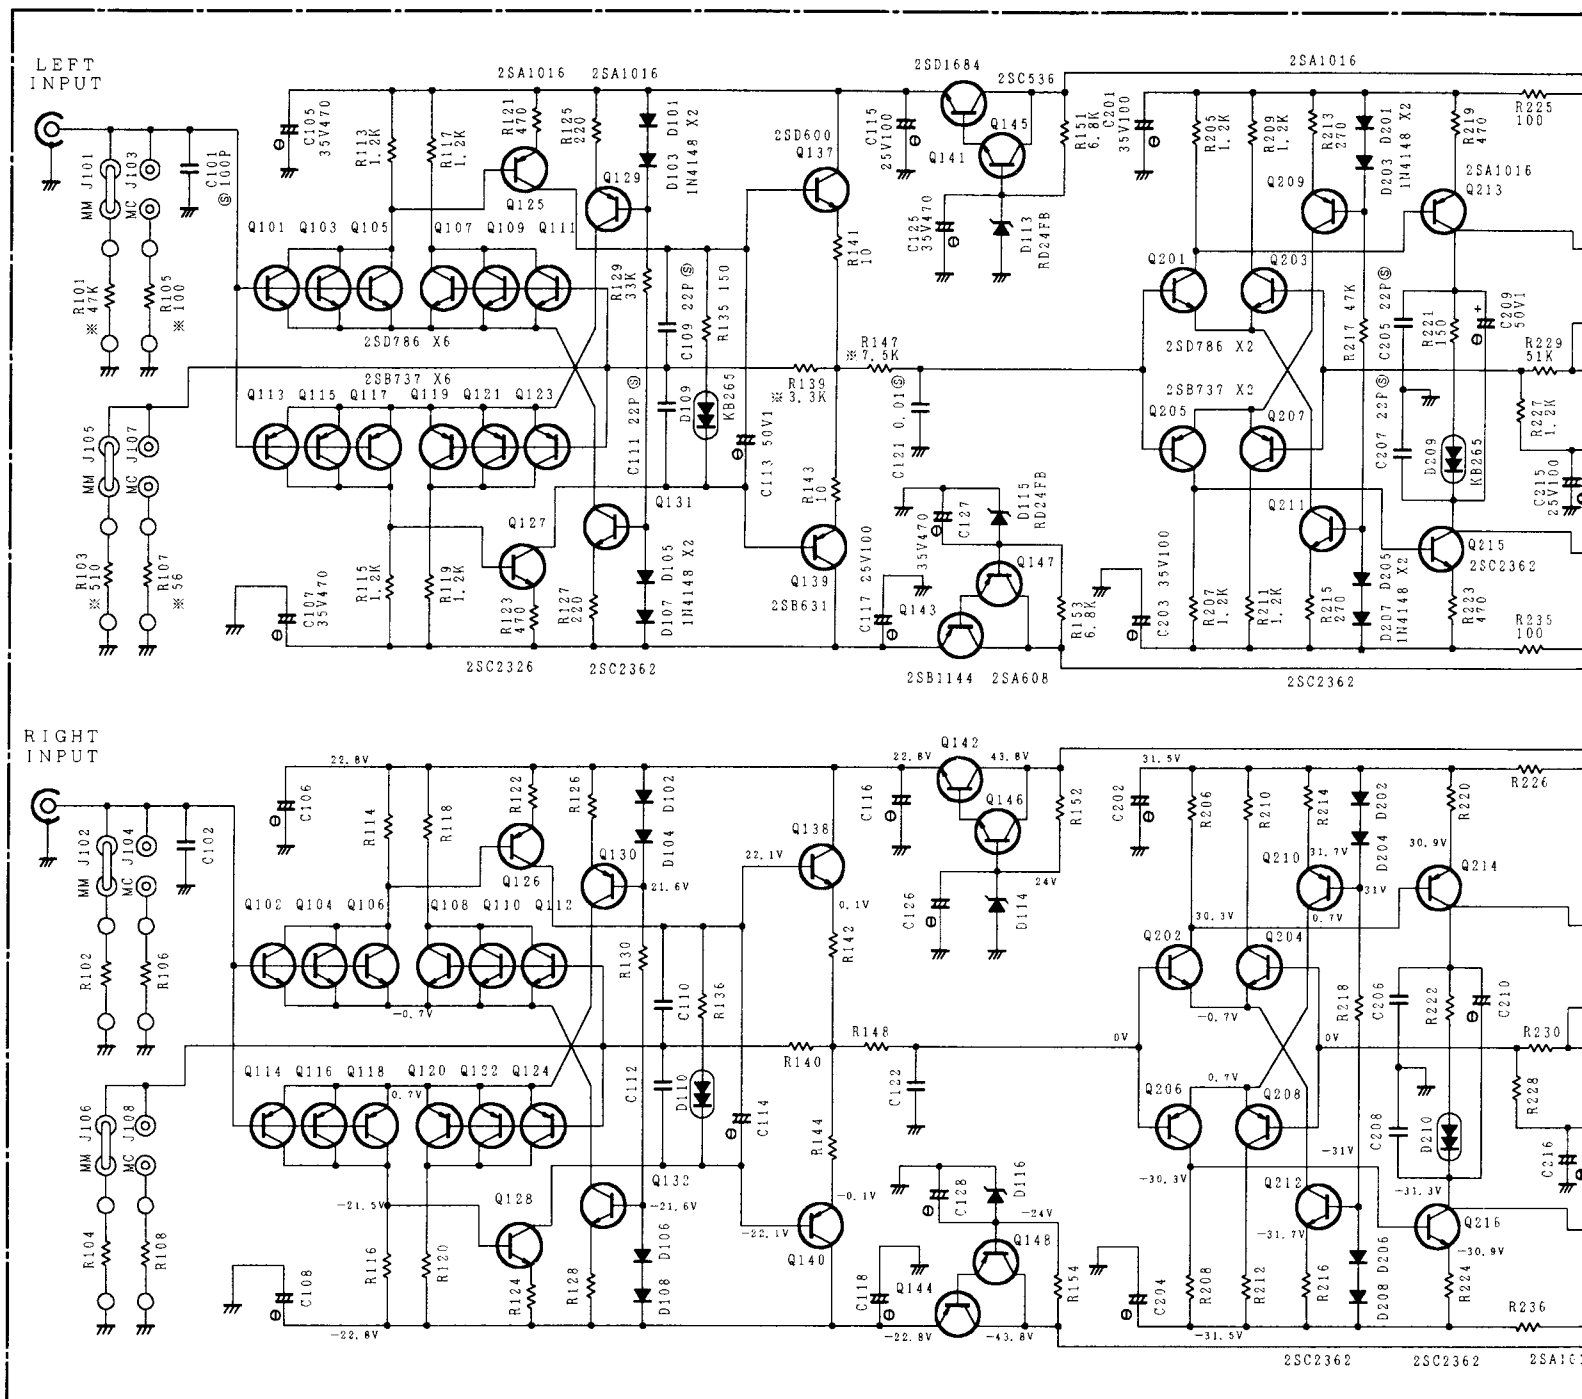 LEFT
INPUT
2SA1016 2SA1016
2SD1684
2SC536
2SA1016
C105
35V470
R113
1.2K
R117
1.2K
R121
470
R125
220
D103 D101
1N4148 X2
2SD600
Q137
C115
25V100
Q145
Q141
R151
6.8K
C201
35V100
R205
1.2K
R209
1.2K
R213
270
D203 D201
1N4148 X2
R219
470
R225
100
MM J101
MC J103
C101
Ⓢ100P
Q125
Q129
2SA1016
Q213
Q209
Q101 Q103 Q105 Q107 Q109 Q111
R141
10
C125
35V470
D113
RD24FB
R101
※47K
R105
※100
R129
33K
C109 22PⓈ
R135 150
Q201 Q203
R217 47K
C205 22PⓈ
R221
150
C209
50V1
+
2SD786 X6
2SB737 X6
R147
※7.5K
R139
※3.3K
2SD786 X2
2SB737 X2
R229
51K
Q113 Q115 Q117 Q119 Q121 Q123
C111 22PⓈ
D109
KB265
C113 50V1
C121 0.01Ⓢ
Q205 Q207
C207 22PⓈ
D209
KB265
R227
1.2K
C215
25V100
MM J105
MC J107
R143
10
Q131
Q127
C127
35V470
D115
RD24FB
Q211
Q215
2SC2362
R103
※510
R107
※56
C107
35V470
R115
1.2K
R119
1.2K
R123
470
R127
220
D107 D105
1N4148 X2
Q139
2SB631
C117 25V100
Q147
Q143
R153
6.8K
C203 35V100
R207
1.2K
R211
1.2K
R215
270
D207 D205
1N4148 X2
R223
470
R235
100
2SC2326 2SC2362
2SB1144 2SA608
2SC2362
RIGHT
INPUT
22.8V
22.8V
Q142
43.8V
31.5V
C106
R114
R118
R122
R126
D104 D102
C116
Q146
R152
C202
R206
R210
R214
D204 D202
R220
R226
MM J102
MC J104
C102
Q126
Q130
21.6V
Q138
22.1V
0.1V
24V
Q210
31.7V
31V
30.9V
Q214
Q102 Q104 Q106 Q108 Q110 Q112
C126
D114
30.3V
0.7V
R102
R106
R130
C110
R136
R142
Q202 Q204
R218
C206
R222
C210
-0.7V
-0.7V
R148
R140
0V
0V
R230
Q114 Q116 Q118 Q120 Q122 Q124
0.7V
C112
D110
C114
R144
C122
0.7V
Q206 Q208
C208
D210
R228
C216
MM J106
MC J108
-21.5V
Q128
Q132
-21.6V
-22.1V
-0.1V
Q140
C128
D116
-24V
-30.3V
-31V
Q212
-31.7V
-31.3V
Q216
-30.9V
R104
R108
C108
R116
R120
R124
R128
D108 D106
C118
Q148
Q144
R154
C204
R208
R212
R216
D208 D206
R224
R236
-22.8V
-22.8V
-43.8V
-31.5V
2SC2362 2SC2362